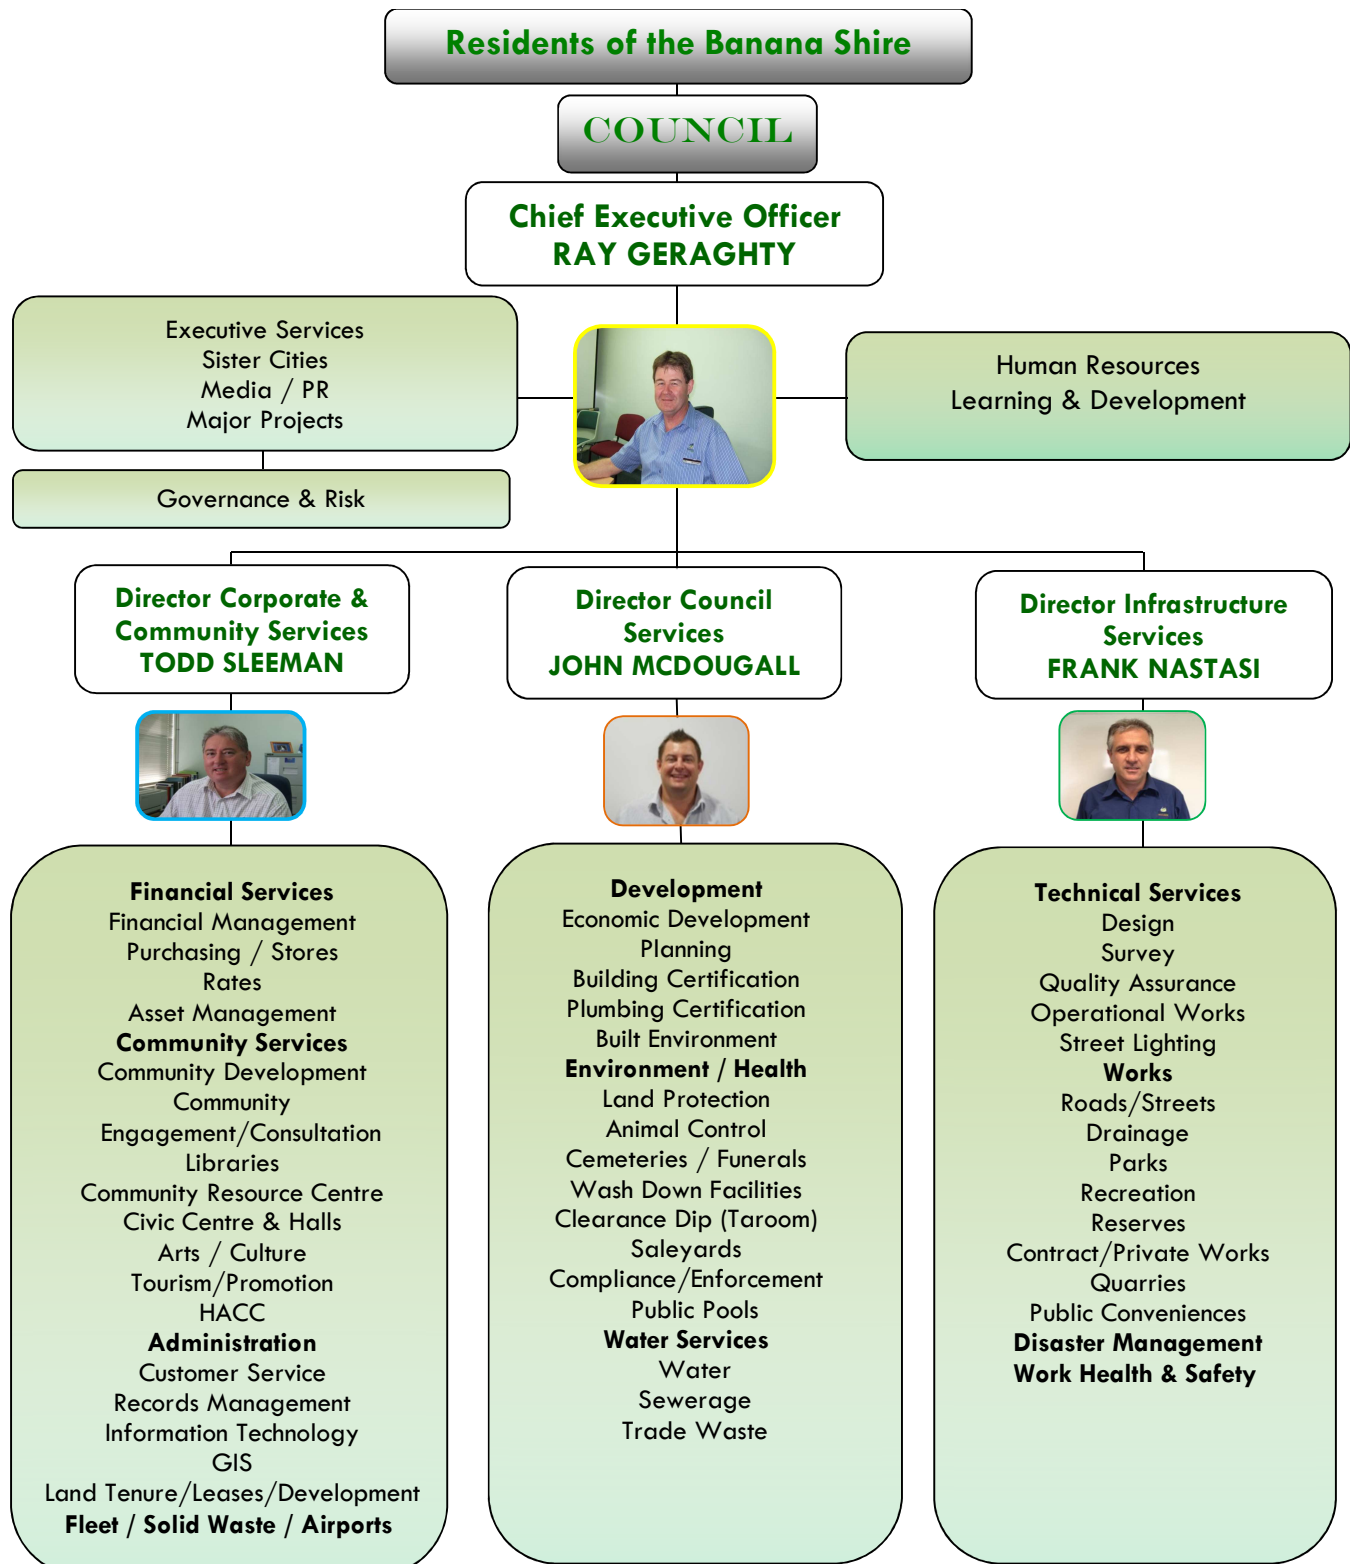 Residents of the Banana Shire
COUNCIL
Chief Executive Officer
RAY GERAGHTY
Executive Services
Sister Cities
Media / PR
Major Projects
Human Resources
Learning & Development
Governance & Risk
Director Corporate &
Community Services
TODD SLEEMAN
Director Council
Services
JOHN MCDOUGALL
Director Infrastructure
Services
FRANK NASTASI
Financial Services
Financial Management
Purchasing / Stores
Rates
Asset Management
Community Services
Community Development
Community
Engagement/Consultation
Libraries
Community Resource Centre
Civic Centre & Halls
Arts / Culture
Tourism/Promotion
HACC
Administration
Customer Service
Records Management
Information Technology
GIS
Land Tenure/Leases/Development
Fleet / Solid Waste / Airports
Development
Economic Development
Planning
Building Certification
Plumbing Certification
Built Environment
Environment / Health
Land Protection
Animal Control
Cemeteries / Funerals
Wash Down Facilities
Clearance Dip (Taroom)
Saleyards
Compliance/Enforcement
Public Pools
Water Services
Water
Sewerage
Trade Waste
Technical Services
Design
Survey
Quality Assurance
Operational Works
Street Lighting
Works
Roads/Streets
Drainage
Parks
Recreation
Reserves
Contract/Private Works
Quarries
Public Conveniences
Disaster Management
Work Health & Safety